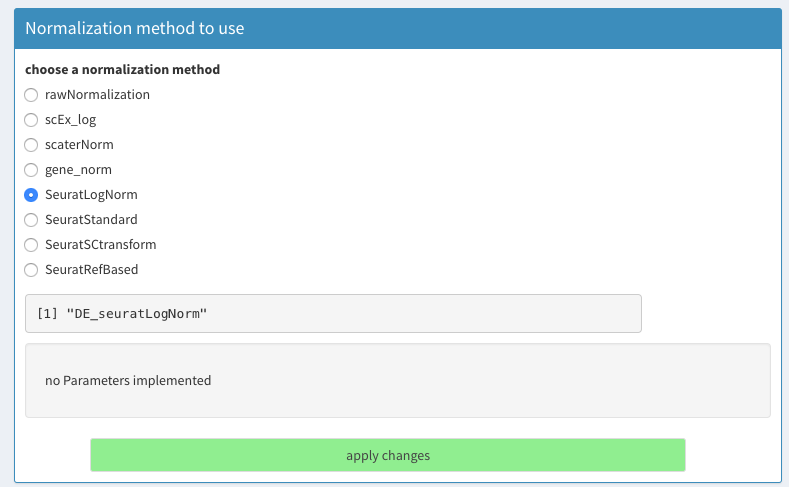 Normalization method to use
choose a normalization method
rawNormalization
scEx_log
scaterNorm
gene_norm
SeuratLogNorm
SeuratStandard
SeuratSCtransform
SeuratRefBased
[1] "DE_seuratLogNorm"
no Parameters implemented
apply changes